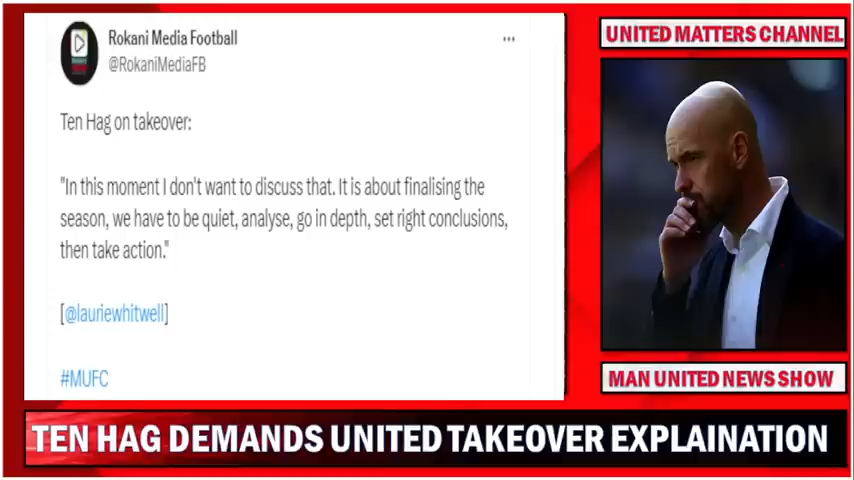 Rokani Media Football
@RokaniMediaFB
Ten Hag on takeover:
"In this moment I don't want to discuss that. It is about finalising the
season, we have to be quiet, analyse, go in depth, set right conclusions,
then take action."
[@lauriewhitwell]
#MUFC
UNITED MATTERS CHANNEL
MAN UNITED NEWS SHOW
TEN HAG DEMANDS UNITED TAKEOVER EXPLAINATION